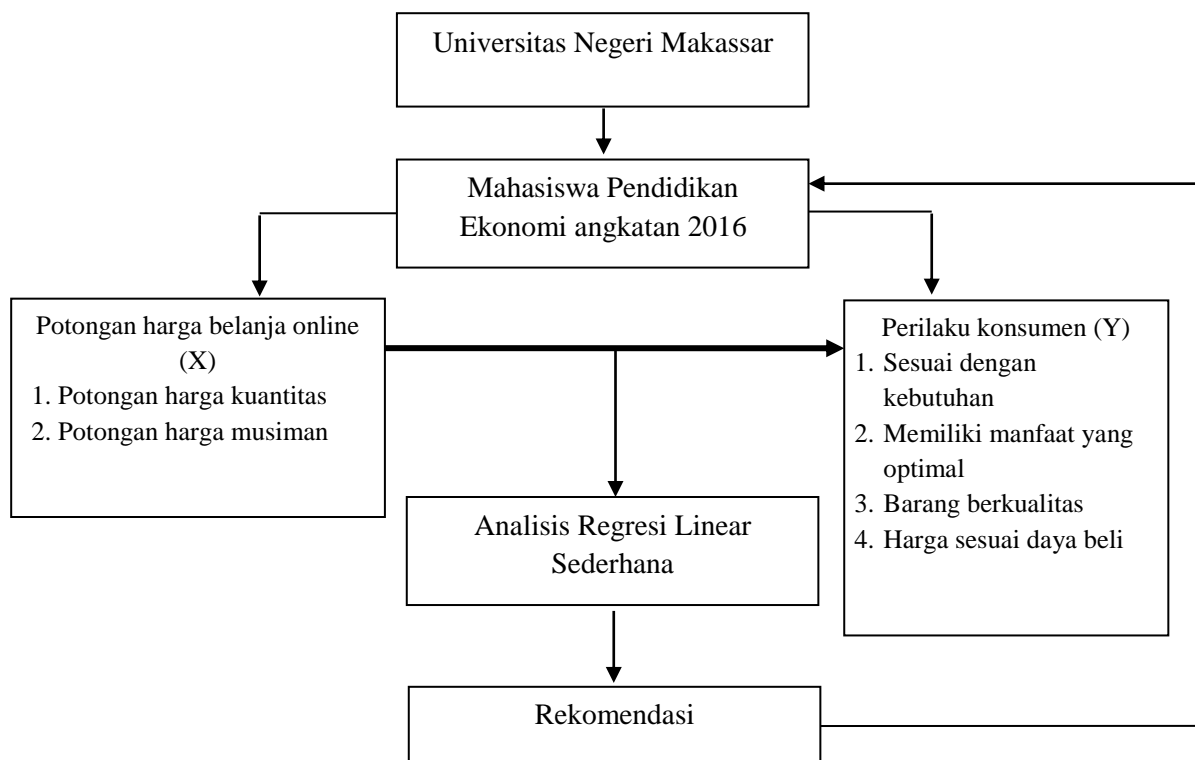 Universitas Negeri Makassar
Mahasiswa Pendidikan
Ekonomi angkatan 2016
Potongan harga belanja online
(X)
1. Potongan harga kuantitas
2. Potongan harga musiman
Perilaku konsumen (Y)
1. Sesuai dengan
kebutuhan
2. Memiliki manfaat yang
optimal
3. Barang berkualitas
4. Harga sesuai daya beli
Analisis Regresi Linear
Sederhana
Rekomendasi